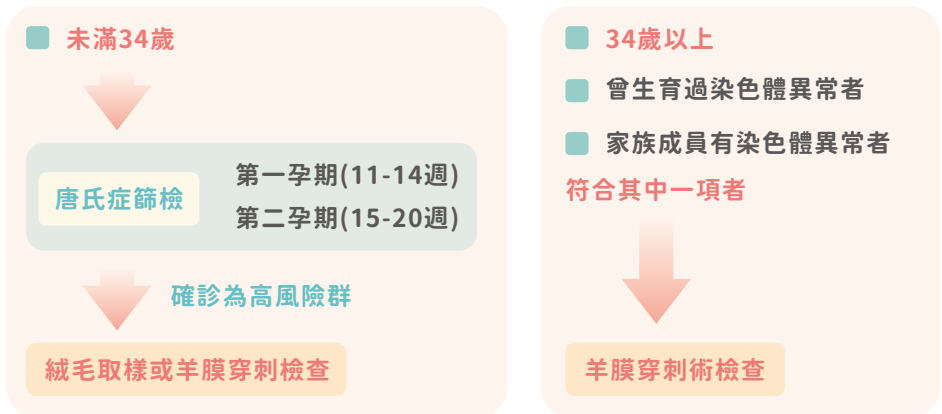 未滿34歲
唐氏症篩檢
第一孕期(11-14週)
第二孕期(15-20週)
確診為高風險群
絨毛取樣或羊膜穿刺檢查
34歲以上
曾生育過染色體異常者
家族成員有染色體異常者
符合其中一項者
羊膜穿刺術檢查